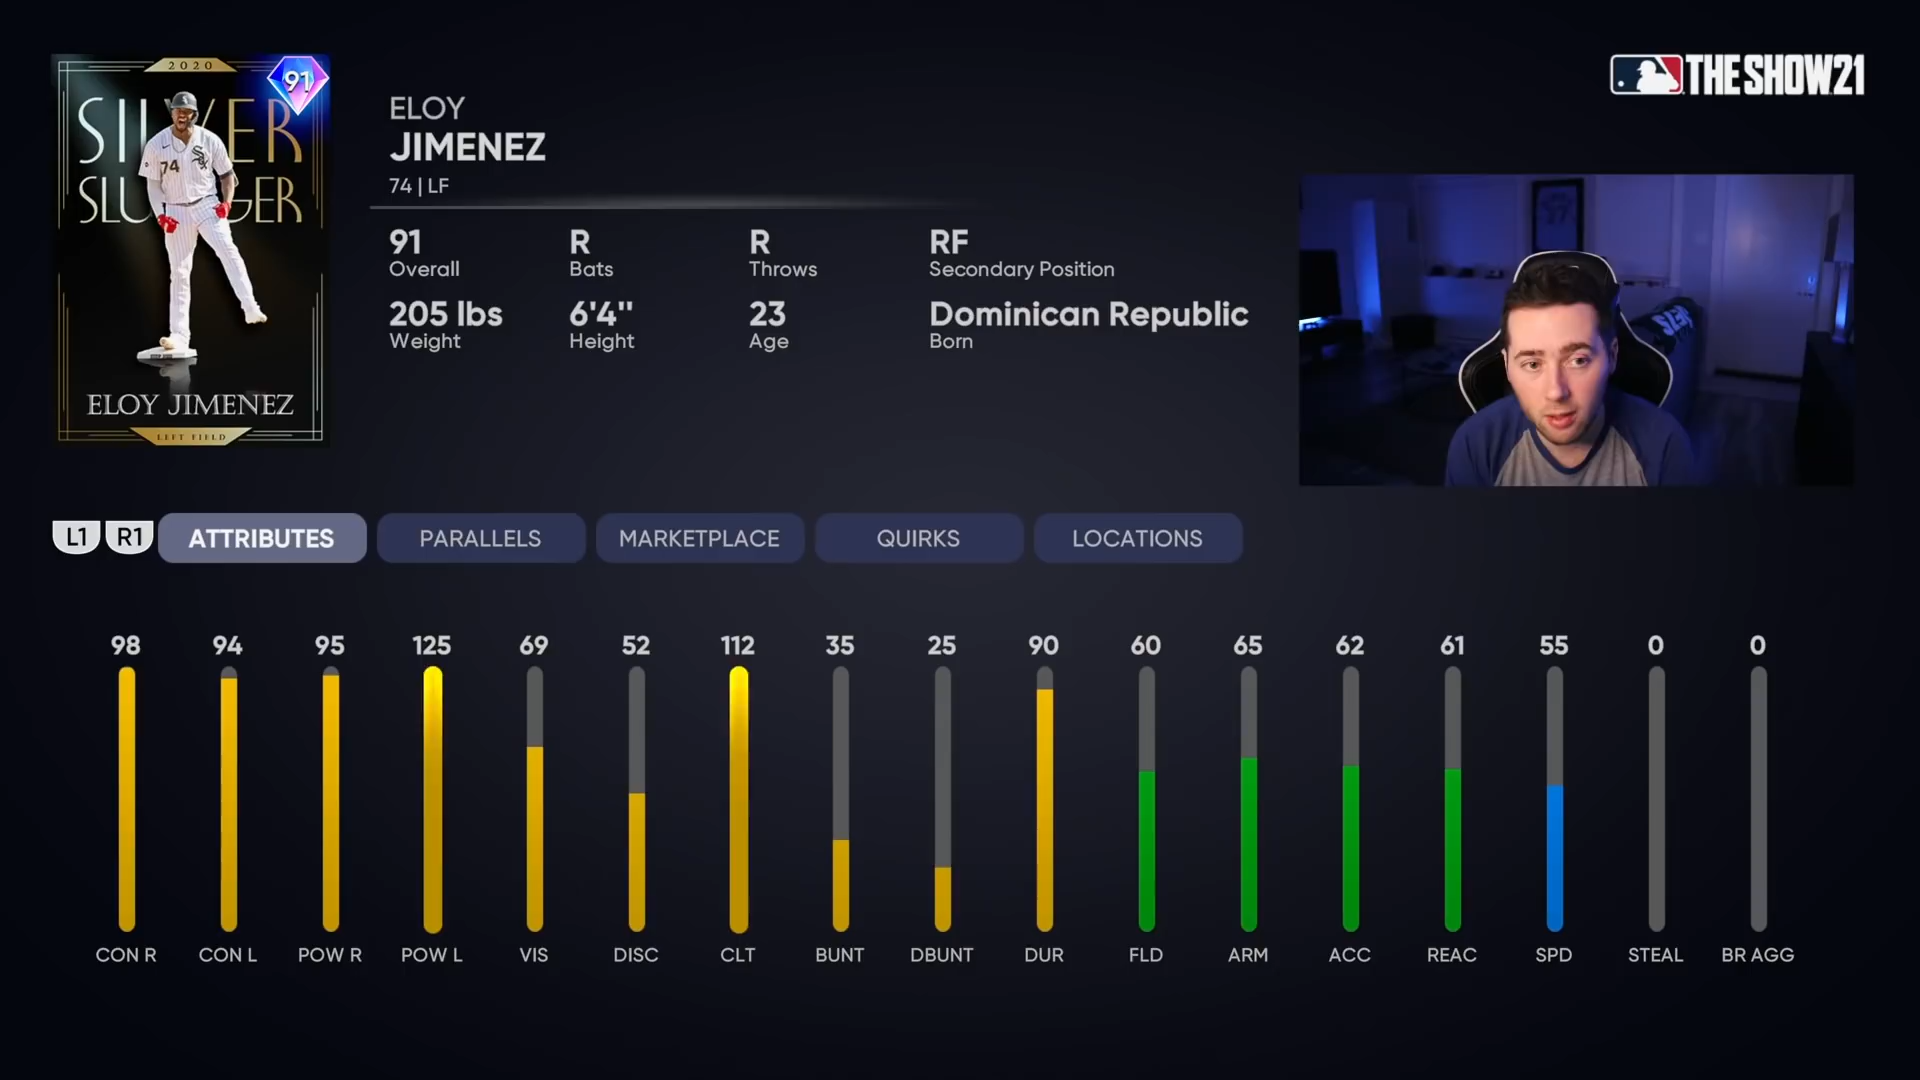 2020
91
SILVER
SLUGGER
74
ELOY JIMENEZ
LEFT FIELD
ELOY
JIMENEZ
74 | LF
91 R R RF
Overall Bats Throws Secondary Position
205 lbs 6'4" 23 Dominican Republic
Weight Height Age Born
THE SHOW 21
L1 R1 ATTRIBUTES PARALLELS MARKETPLACE QUIRKS LOCATIONS
98 94 95 125 69 52 112 35 25 90 60 65 62 61 55 0 0
CON R CON L POW R POW L VIS DISC CLT BUNT DBUNT DUR FLD ARM ACC REAC SPD STEAL BR AGG